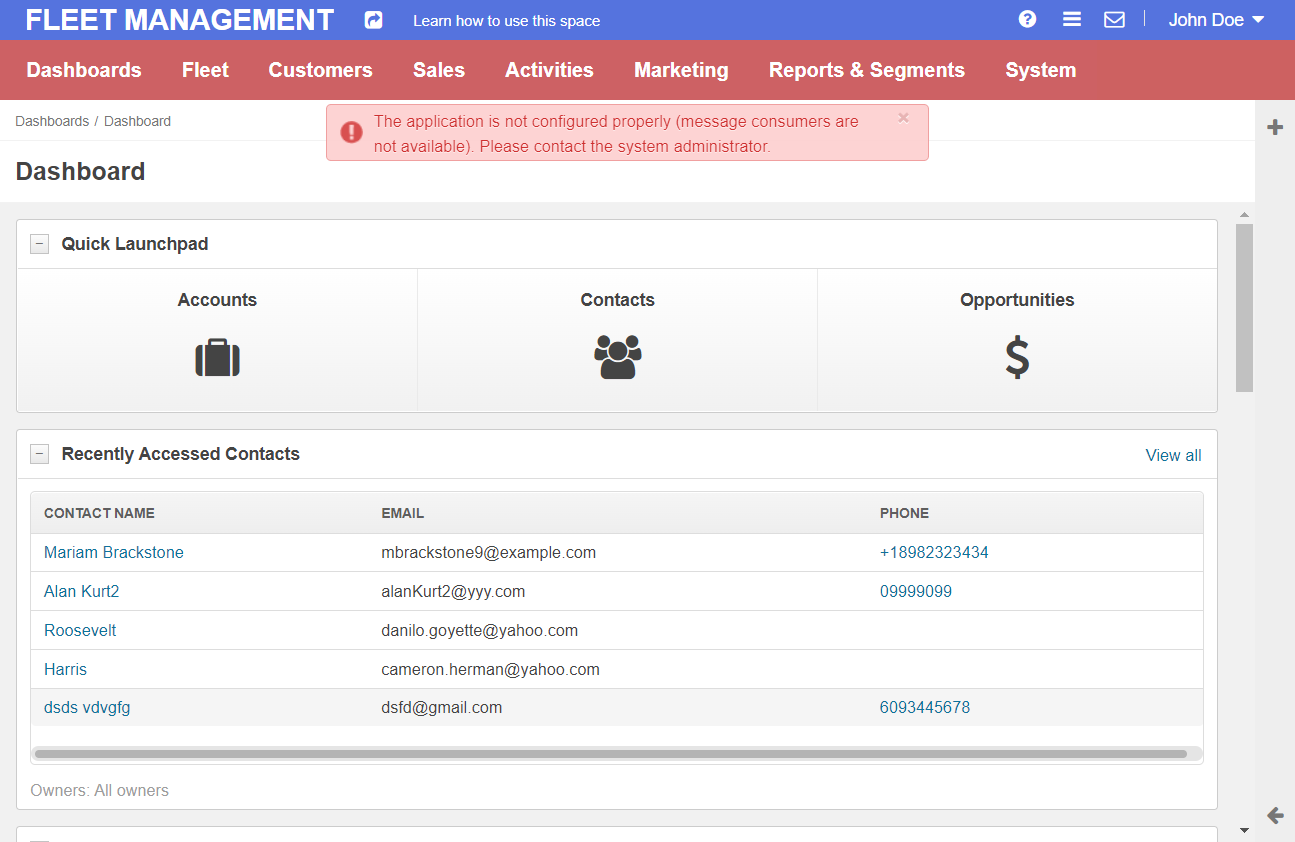 FLEET MANAGEMENT
Learn how to use this space
John Doe
Dashboards
Fleet
Customers
Sales
Activities
Marketing
Reports & Segments
System
Dashboards / Dashboard
The application is not configured properly (message consumers are
not available). Please contact the system administrator.
×
Dashboard
Quick Launchpad
Accounts
Contacts
Opportunities
Recently Accessed Contacts
View all
CONTACT NAME
EMAIL
PHONE
Mariam Brackstone
mbrackstone9@example.com
+18982323434
Alan Kurt2
alanKurt2@yyy.com
09999099
Roosevelt
danilo.goyette@yahoo.com
Harris
cameron.herman@yahoo.com
dsds vdvgfg
dsfd@gmail.com
6093445678
Owners: All owners